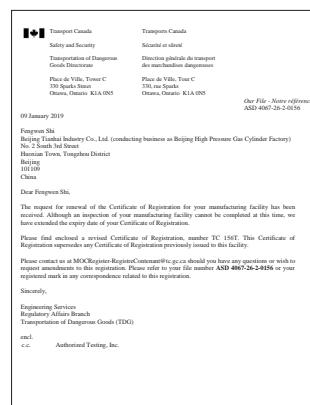 Transport Canada
Transports Canada
Safety and Security
Sécurité et sûreté
Transportation of Dangerous
Goods Directorate
Direction générale du transport
des marchandises dangereuses
Place de Ville, Tower C
330 Sparks Street
Ottawa, Ontario K1A 0N5
Place de Ville, Tour C
330, rue Sparks
Ottawa, Ontario K1A 0N5
Our File - Notre référence
ASD 4067-26-2-0156
09 January 2019
Fengwen Shi
Beijing Tianhai Industry Co., Ltd. (conducting business as Beijing High Pressure Gas Cylinder Factory)
No. 2 South 3rd Street
Huoxian Town, Tongzhou District
Beijing
101109
China
Dear Fengwen Shi,
The request for renewal of the Certificate of Registration for your manufacturing facility has been
received. Although an inspection of your manufacturing facility cannot be completed at this time, we
have extended the expiry date of your Certificate of Registration.
Please find enclosed a revised Certificate of Registration, number TC 156T. This Certificate of
Registration supersedes any Certificate of Registration previously issued to this facility.
Please contact us at MOCRegister-RegistreContenant@tc.gc.ca should you have any questions or wish to
request amendments to this registration. Please refer to your file number ASD 4067-26-2-0156 or your
registered mark in any correspondence related to this registration.
Sincerely,
Engineering Services
Regulatory Affairs Branch
Transportation of Dangerous Goods (TDG)
encl.
c.c. Authorized Testing, Inc.